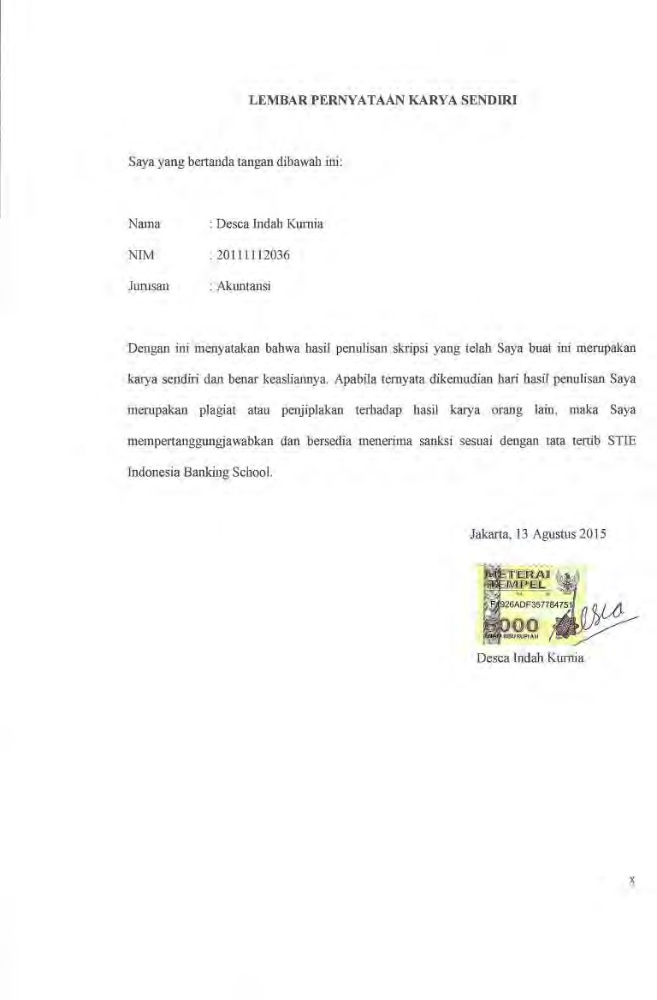 LEMBAR PERNYATAAN KARYA SENDIRI
Saya yang bertanda tangan dibawah ini:
Nama : Desca Indah Kurnia
NIM : 20111112036
Jurusan : Akuntansi
Dengan ini menyatakan bahwa hasil penulisan skripsi yang telah Saya buat ini merupakan
karya sendiri dan benar keasliannya. Apabila ternyata dikemudian hari hasil penulisan Saya
merupakan plagiat atau penjiplakan terhadap hasil karya orang lain, maka Saya
mempertanggungjawabkan dan bersedia menerima sanksi sesuai dengan tata tertib STIE
Indonesia Banking School.
Jakarta, 13 Agustus 2015
METERAI
TEMPEL
926ADF357784751
6000
ENAM RIBU RUPIAH
Desca Indah Kurnia
x